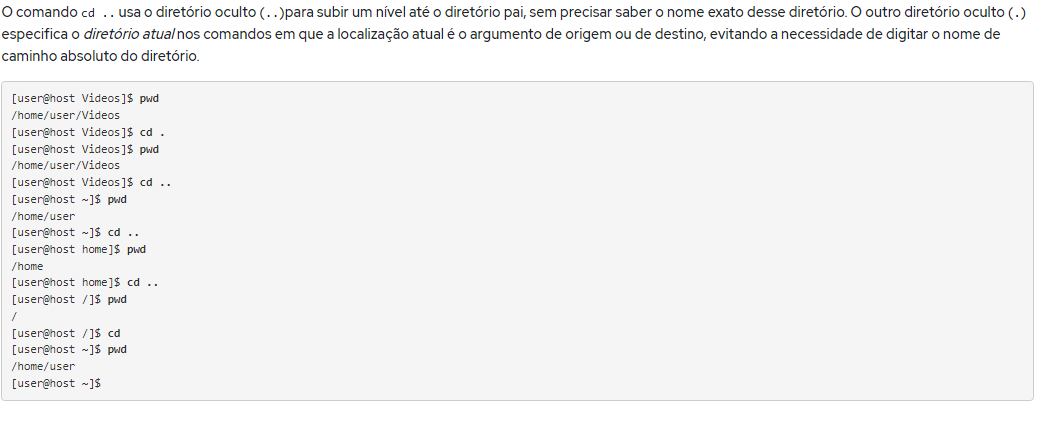 O comando cd .. usa o diretório oculto (..)para subir um nível até o diretório pai, sem precisar saber o nome exato desse diretório. O outro diretório oculto (.)
especifica o diretório atual nos comandos em que a localização atual é o argumento de origem ou de destino, evitando a necessidade de digitar o nome de
caminho absoluto do diretório.
[user@host Videos]$ pwd
/home/user/Videos
[user@host Videos]$ cd .
[user@host Videos]$ pwd
/home/user/Videos
[user@host Videos]$ cd ..
[user@host ~]$ pwd
/home/user
[user@host ~]$ cd ..
[user@host home]$ pwd
/home
[user@host home]$ cd ..
[user@host /]$ pwd
/
[user@host /]$ cd
[user@host ~]$ pwd
/home/user
[user@host ~]$